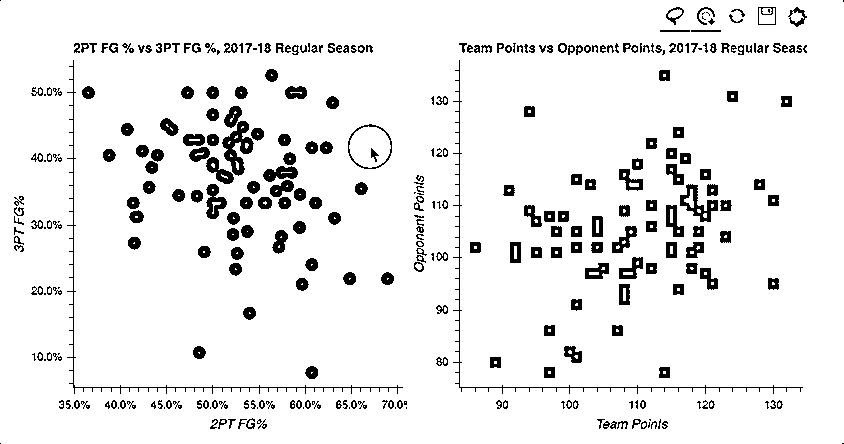 2PT FG % vs 3PT FG %, 2017-18 Regular Season
50.0%
40.0%
30.0%
20.0%
10.0%
3PT FG%
35.0% 40.0% 45.0% 50.0% 55.0% 60.0% 65.0% 70.0%
2PT FG%
Team Points vs Opponent Points, 2017-18 Regular Seasc
130
120
110
100
90
80
Opponent Points
90 100 110 120 130
Team Points